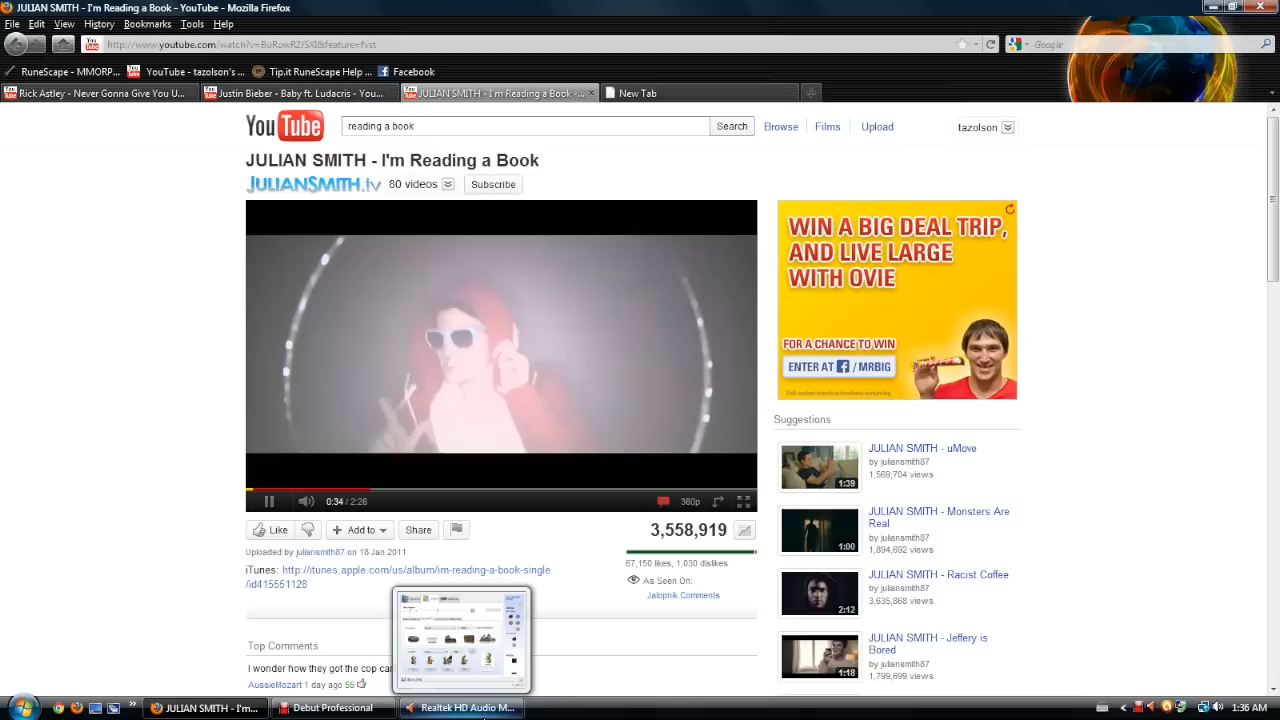 JULIAN SMITH - I'm Reading a Book - YouTube - Mozilla Firefox
File Edit View History Bookmarks Tools Help
Google
RuneScape - MMORP... YouTube - tazolson's ... Tip.it RuneScape Help ... Facebook
Rick Astley - Never Gonna Give You U... Justin Bieber - Baby ft. Ludacris - You... JULIAN SMITH - I'm Reading a Book -... New Tab
YouTube reading a book Search Browse Films Upload tazolson
JULIAN SMITH - I'm Reading a Book
JULIANSMITH.TV 80 videos Subscribe
WIN A BIG DEAL TRIP,
AND LIVE LARGE
WITH OVIE
FOR A CHANCE TO WIN
ENTER AT f / MRBIG
Suggestions
JULIAN SMITH - uMove
by juliansmith87
1,569,704 views
1:39
JULIAN SMITH - Monsters Are
Real
by juliansmith87
1,894,692 views
1:00
JULIAN SMITH - Racist Coffee
by juliansmith87
3,635,868 views
2:12
JULIAN SMITH - Jeffery is
Bored
by juliansmith87
1,799,699 views
1:18
0:34 / 2:26 360p
Like Add to Share 3,558,919
Uploaded by juliansmith87 on 18 Jan 2011
67,150 likes, 1,030 dislikes
iTunes: http://itunes.apple.com/us/album/im-reading-a-book-single
/id415551128
As Seen On:
Jalopnik Comments
Top Comments
I wonder how they got the cop car
AussieMozart 1 day ago 55
JULIAN SMITH - I'm... Debut Professional Realtek HD Audio M... 1:36 AM